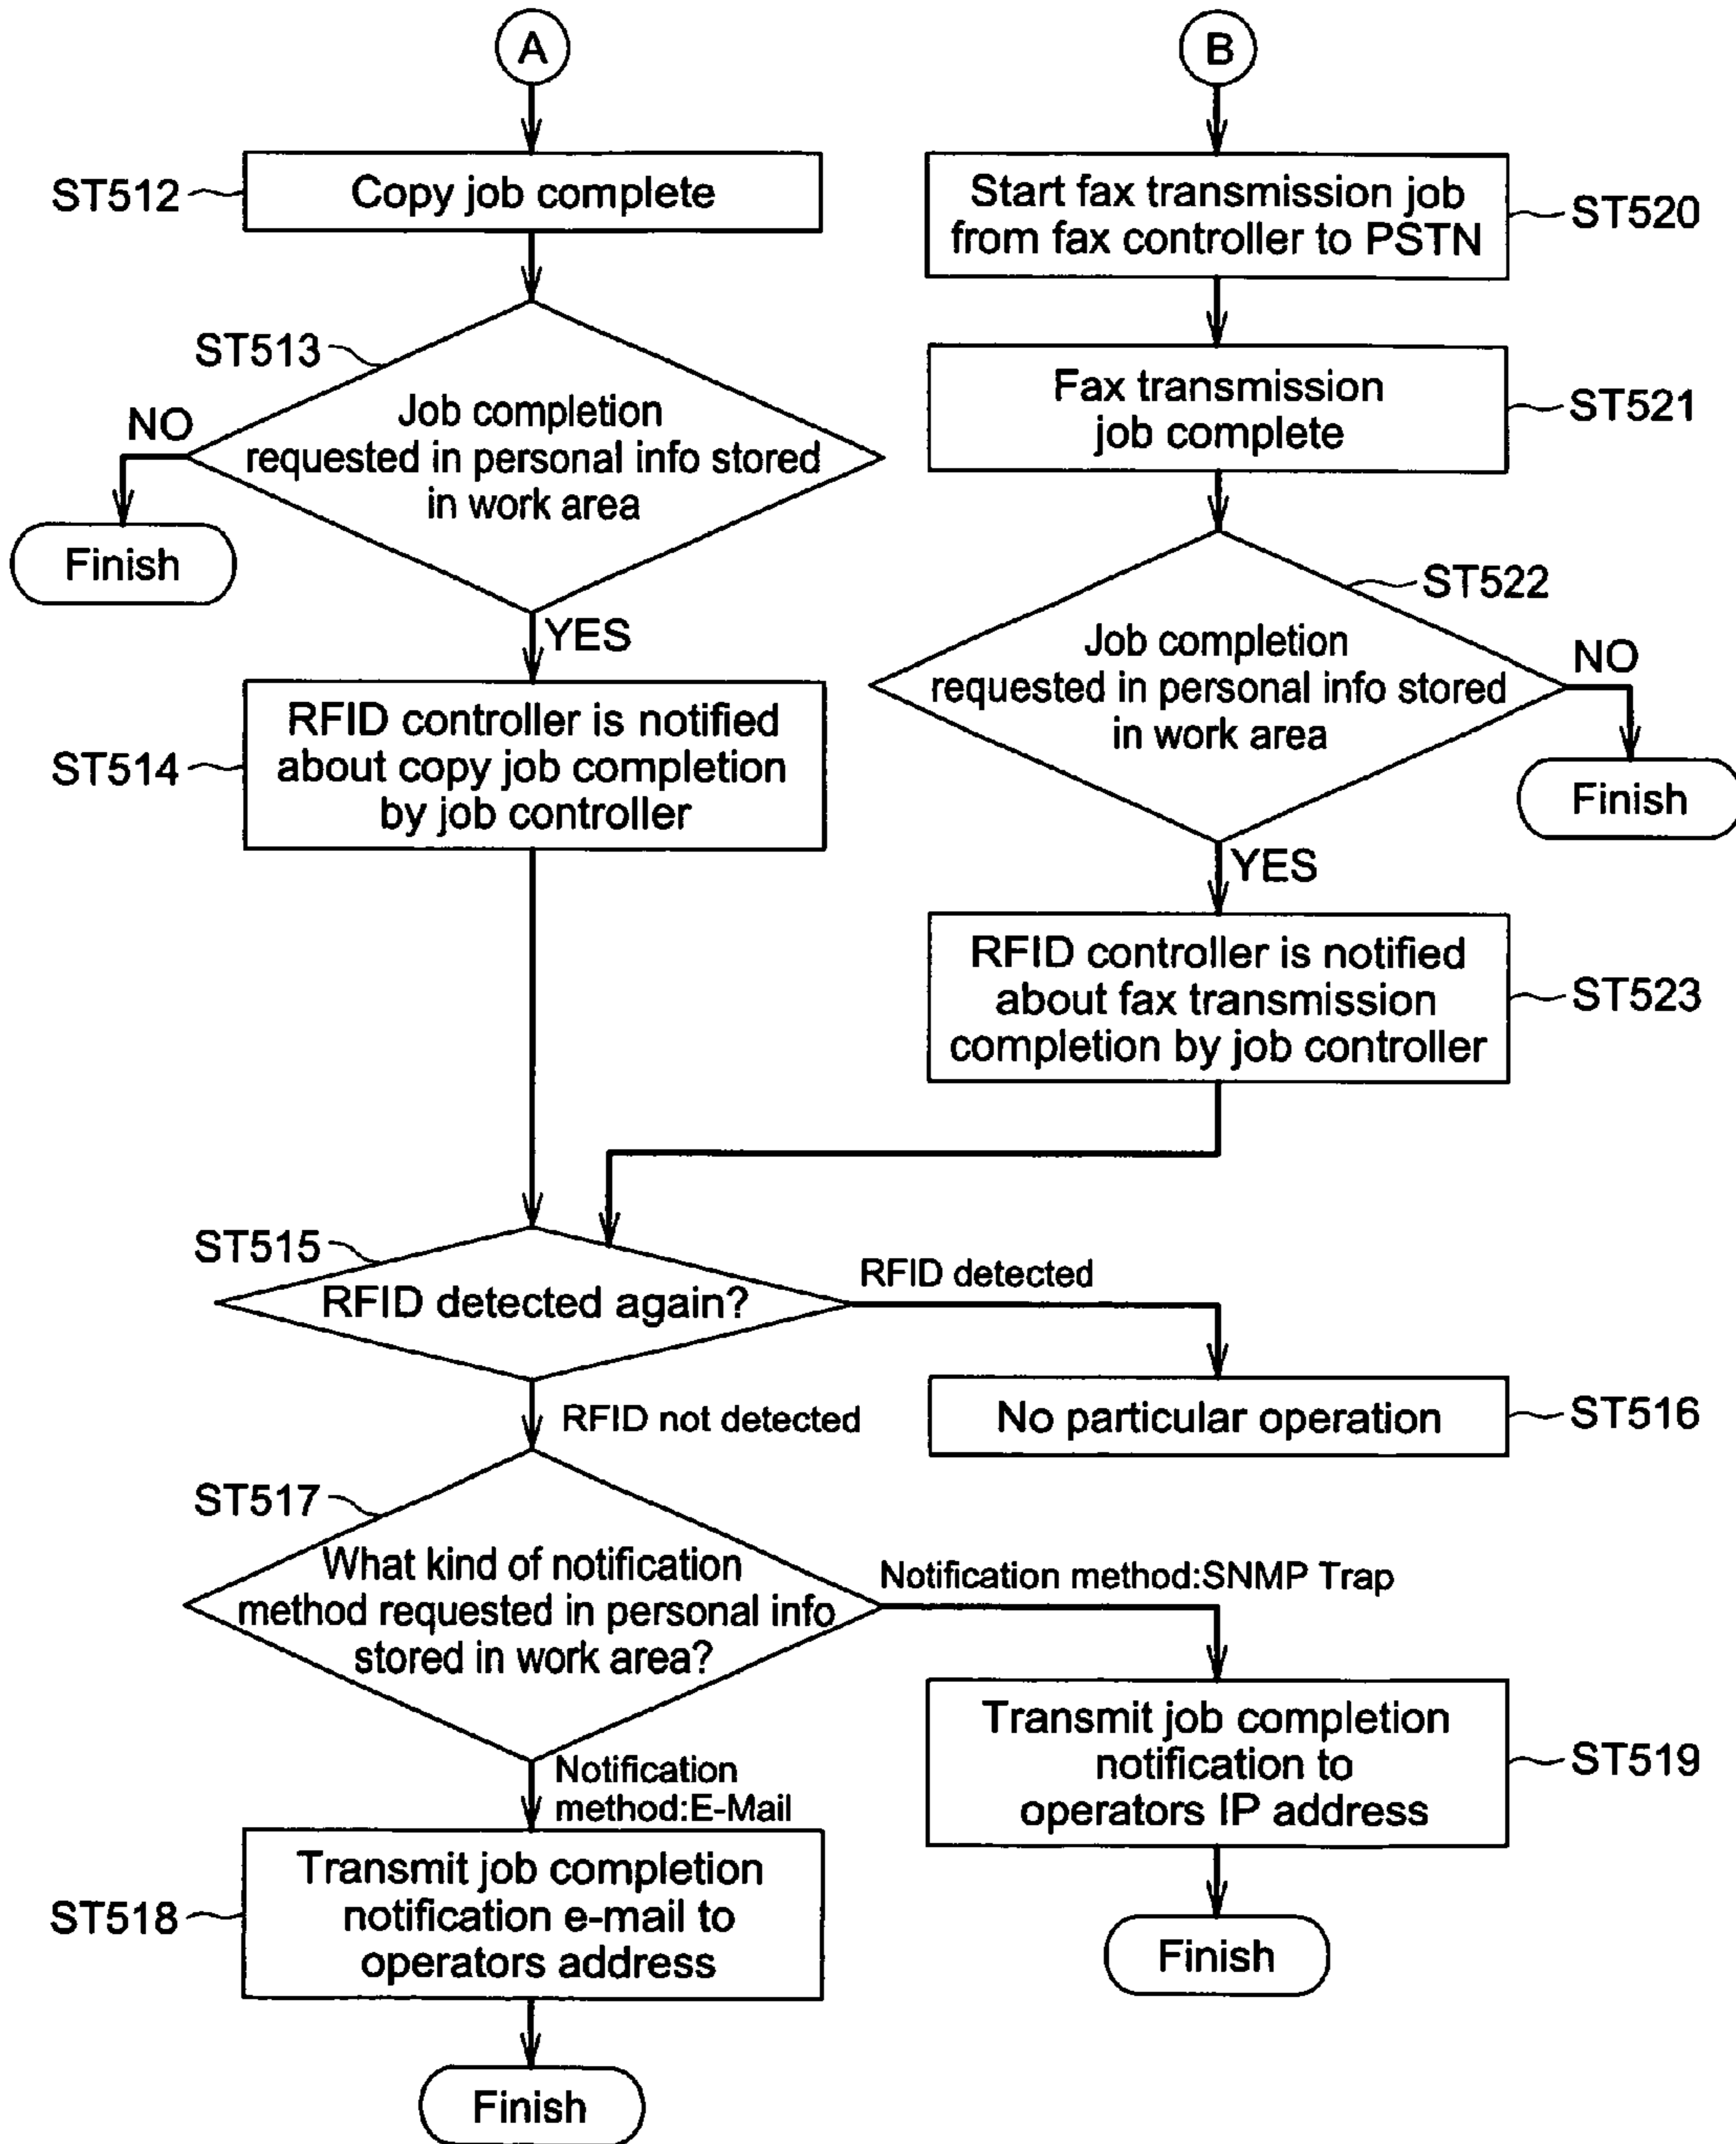 A
ST512
Copy job complete
ST513
Job completion
requested in personal info stored
in work area
NO
Finish
YES
ST514
RFID controller is notified
about copy job completion
by job controller
B
Start fax transmission job
from fax controller to PSTN
ST520
Fax transmission
job complete
ST521
ST522
Job completion
requested in personal info stored
in work area
NO
Finish
YES
RFID controller is notified
about fax transmission
completion by job controller
ST523
ST515
RFID detected again?
RFID detected
No particular operation
ST516
RFID not detected
ST517
What kind of notification
method requested in personal info
stored in work area?
Notification method:SNMP Trap
Transmit job completion
notification to
operators IP address
ST519
Finish
Notification
method:E-Mail
ST518
Transmit job completion
notification e-mail to
operators address
Finish